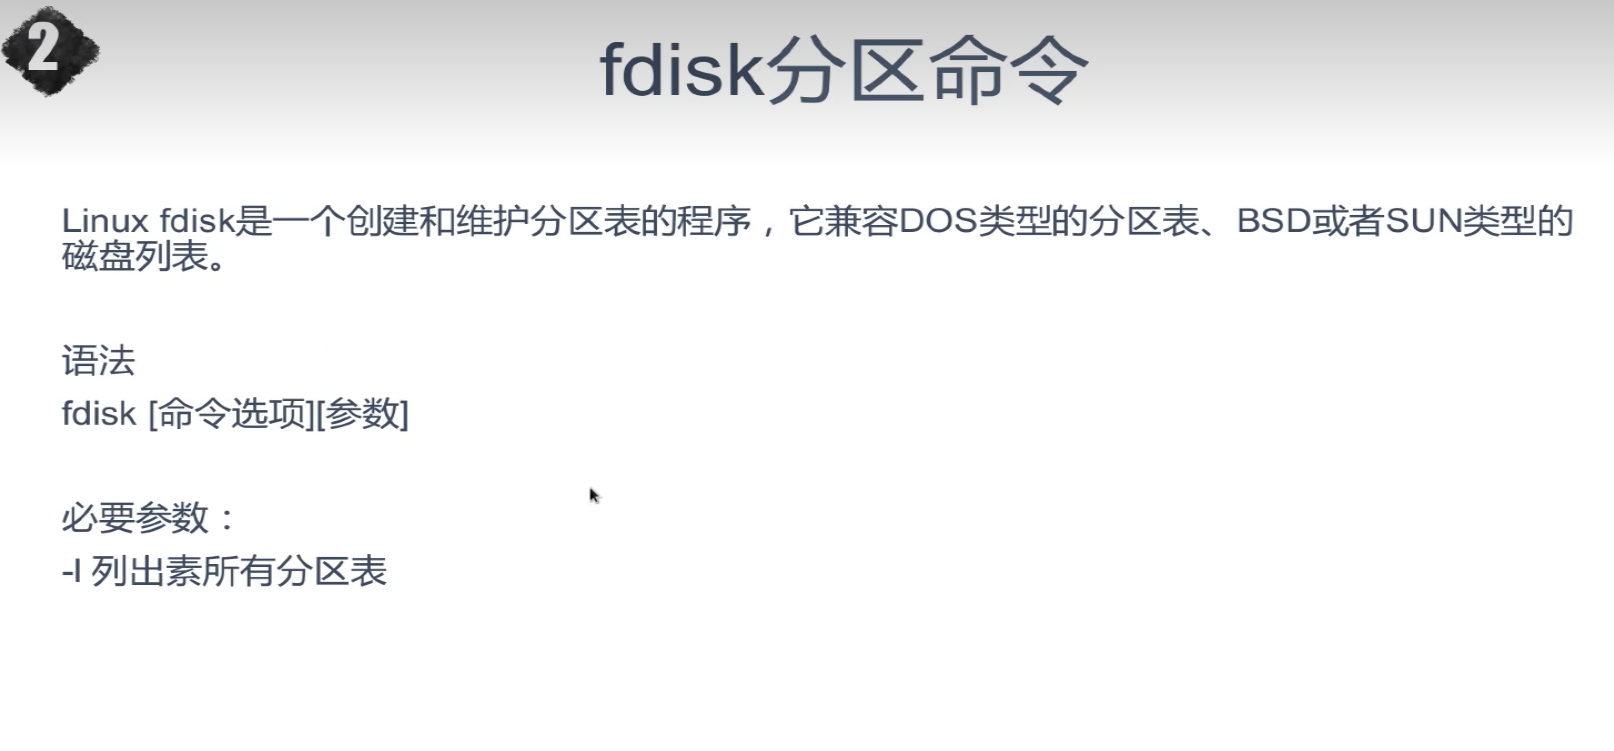 2
fdisk分区命令
Linux fdisk是一个创建和维护分区表的程序，它兼容DOS类型的分区表、BSD或者SUN类型的
磁盘列表。
语法
fdisk [命令选项][参数]
必要参数：
-l 列出素所有分区表